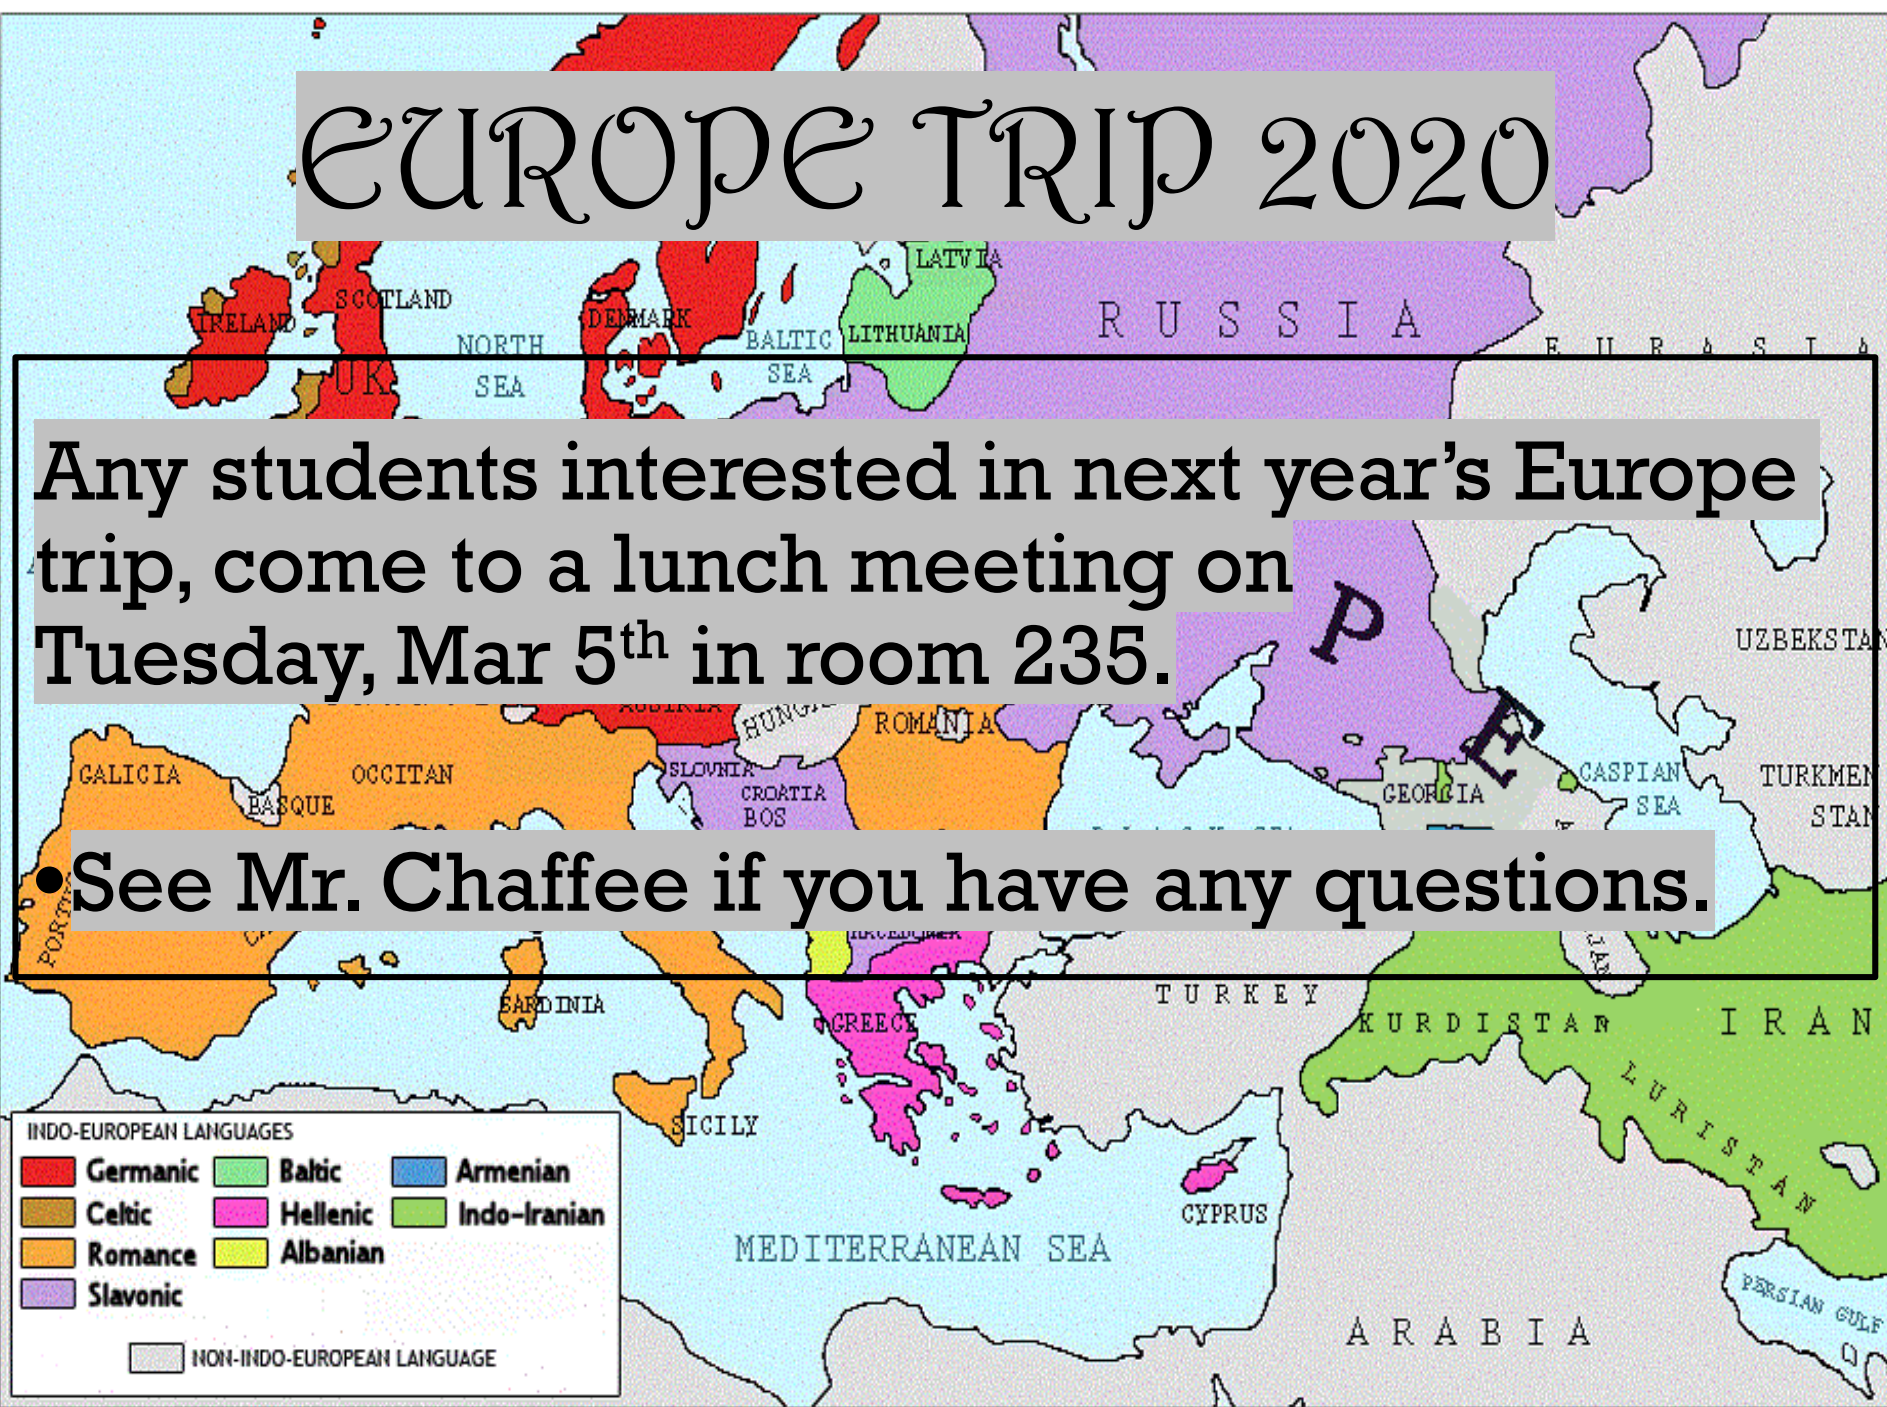 EUROPE TRIP 2020
LATVIA
SCOTLAND
IRELAND
DENMARK
RUSSIA
NORTH
SEA
BALTIC
SEA
LITHUANIA
EURASIA
UK
Any students interested in next year's Europe
trip, come to a lunch meeting on
Tuesday, Mar 5th in room 235.
P
E
UZBEKSTAN
AUSTRIA
ROMANIA
GALICIA
OCCITAN
BASQUE
SLOVNIA
CROATIA
BOS
GEORGIA
CASPIAN
SEA
TURKMEN
STAN
•See Mr. Chaffee if you have any questions.
SARDINIA
GREECE
TURKEY
KURDISTAN
IRAN
LURISTAN
SICILY
CYPRUS
MEDITERRANEAN SEA
ARABIA
PERSIAN GULF
INDO-EUROPEAN LANGUAGES
Germanic Baltic Armenian
Celtic Hellenic Indo-Iranian
Romance Albanian
Slavonic
NON-INDO-EUROPEAN LANGUAGE